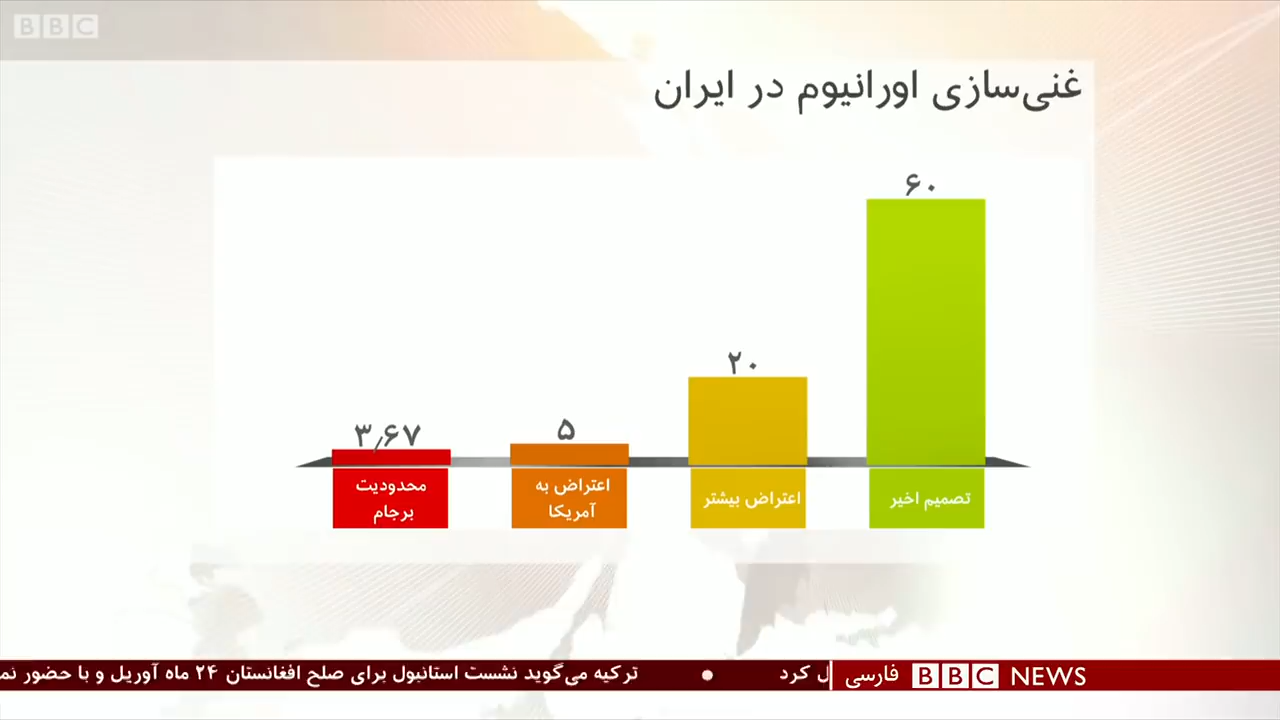 BBC
غنی‌سازی اورانیوم در ایران
۶۰
۲۰
۵
۳٫۶۷
تصمیم اخیر
اعتراض بیشتر
اعتراض به
آمریکا
محدودیت
برجام
BBC NEWS فارسی
کرد • ترکیه می‌گوید نشست استانبول برای صلح افغانستان ۲۴ ماه آوریل و با حضور